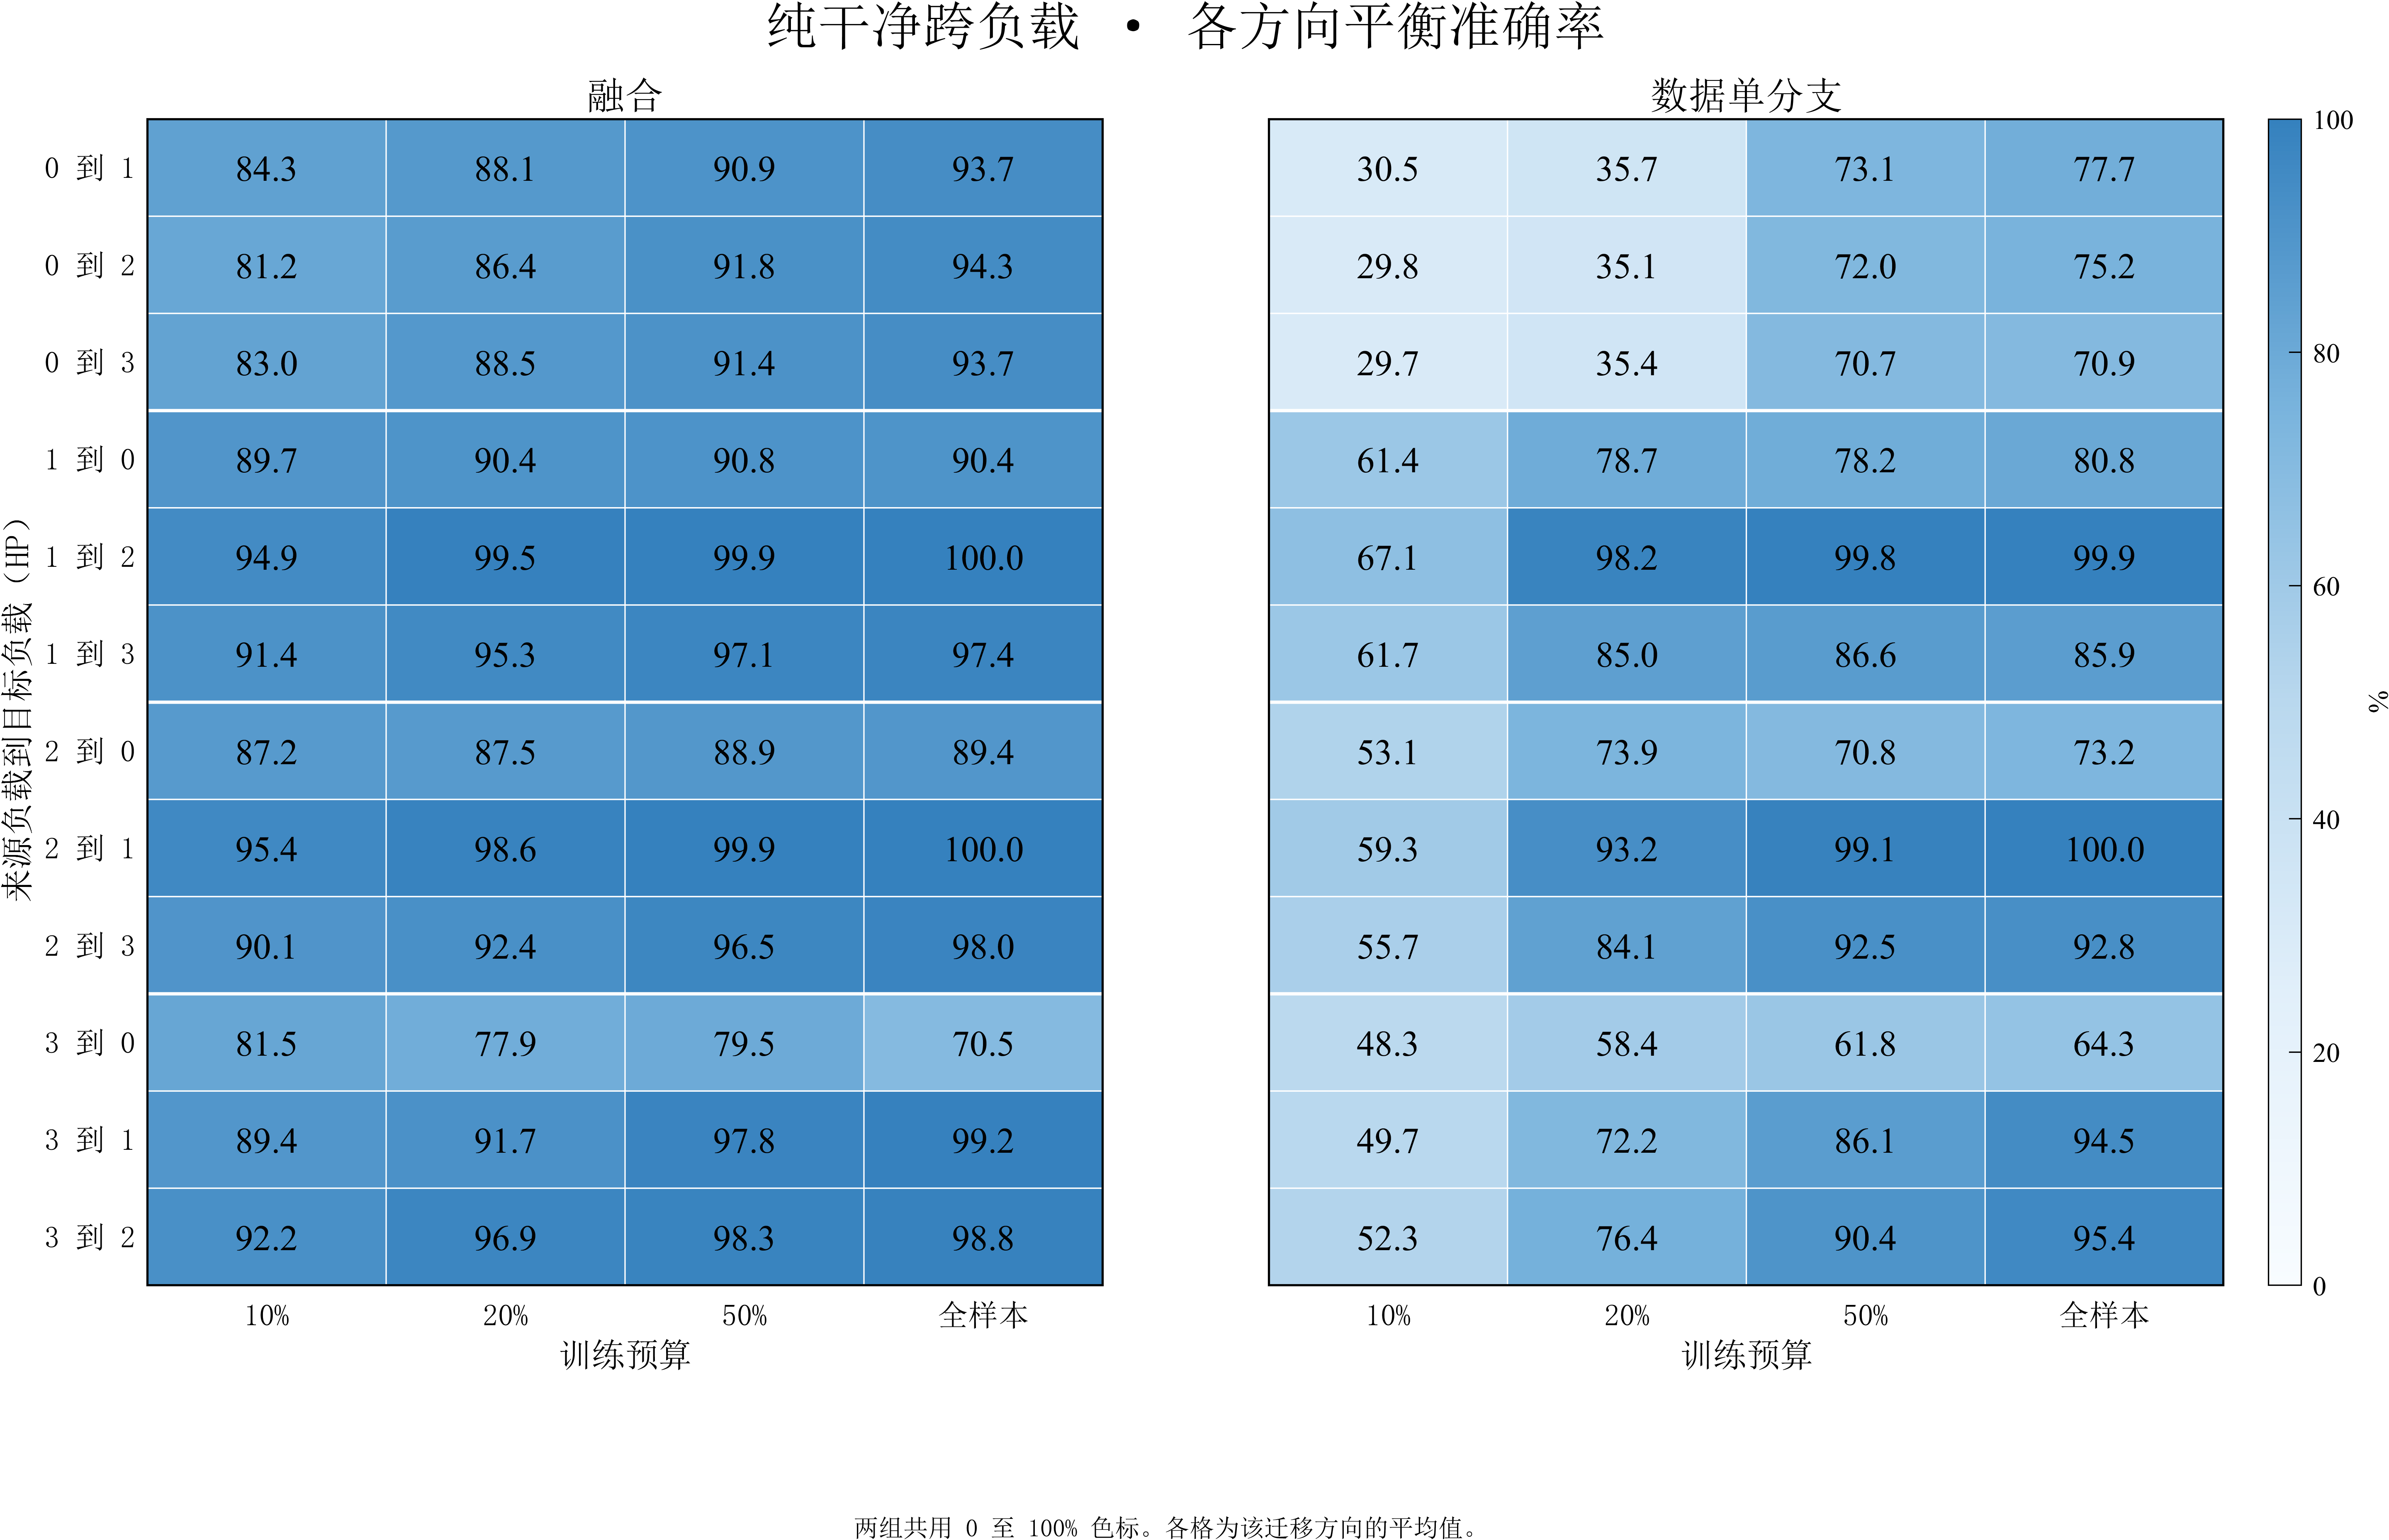 纯干净跨负载 · 各方向平衡准确率
融合
数据单分支
来源负载到目标负载（HP）
0 到 1 84.3 88.1 90.9 93.7 30.5 35.7 73.1 77.7
0 到 2 81.2 86.4 91.8 94.3 29.8 35.1 72.0 75.2
0 到 3 83.0 88.5 91.4 93.7 29.7 35.4 70.7 70.9
1 到 0 89.7 90.4 90.8 90.4 61.4 78.7 78.2 80.8
1 到 2 94.9 99.5 99.9 100.0 67.1 98.2 99.8 99.9
1 到 3 91.4 95.3 97.1 97.4 61.7 85.0 86.6 85.9
2 到 0 87.2 87.5 88.9 89.4 53.1 73.9 70.8 73.2
2 到 1 95.4 98.6 99.9 100.0 59.3 93.2 99.1 100.0
2 到 3 90.1 92.4 96.5 98.0 55.7 84.1 92.5 92.8
3 到 0 81.5 77.9 79.5 70.5 48.3 58.4 61.8 64.3
3 到 1 89.4 91.7 97.8 99.2 49.7 72.2 86.1 94.5
3 到 2 92.2 96.9 98.3 98.8 52.3 76.4 90.4 95.4
10% 20% 50% 全样本 10% 20% 50% 全样本
训练预算
训练预算
100
80
60
40
20
0
%
两组共用 0 至 100% 色标。各格为该迁移方向的平均值。